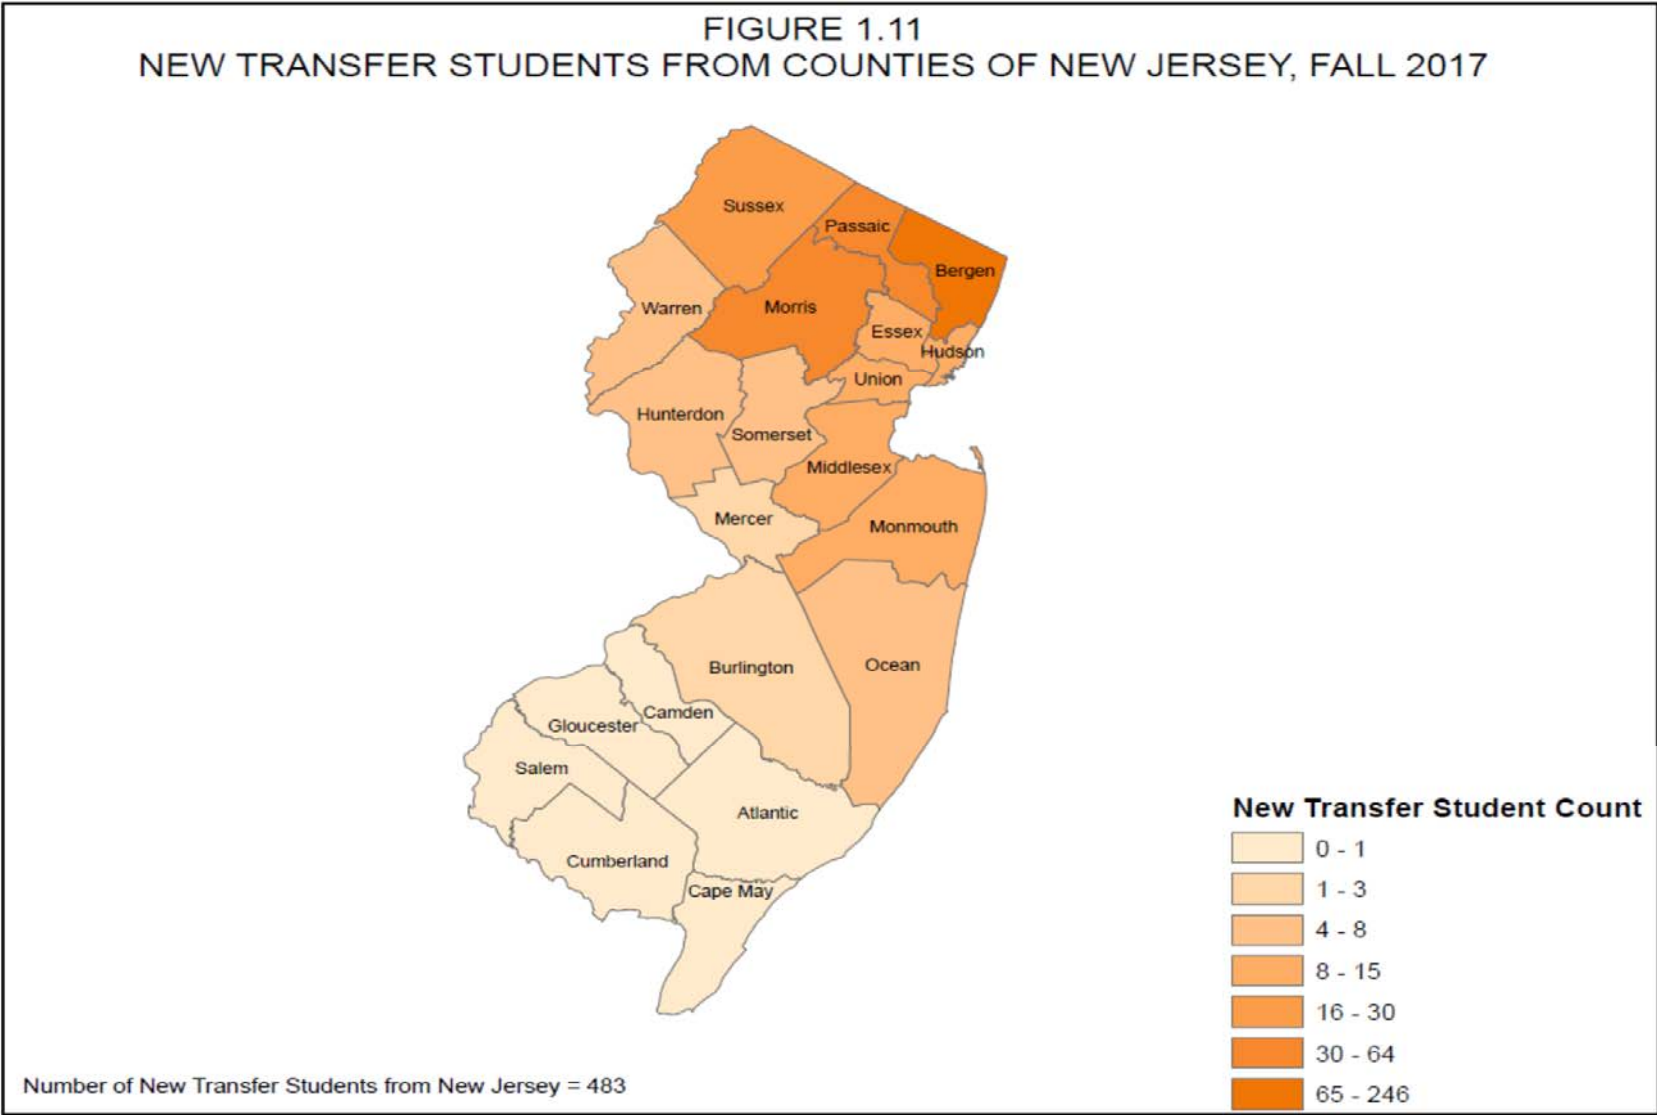 FIGURE 1.11
NEW TRANSFER STUDENTS FROM COUNTIES OF NEW JERSEY, FALL 2017
Sussex
Passaic
Bergen
Warren
Morris
Essex
Hudson
Union
Hunterdon
Somerset
Middlesex
Mercer
Monmouth
Burlington
Ocean
Camden
Gloucester
Salem
Atlantic
Cumberland
Cape May
New Transfer Student Count
0 - 1
1 - 3
4 - 8
8 - 15
16 - 30
30 - 64
65 - 246
Number of New Transfer Students from New Jersey = 483